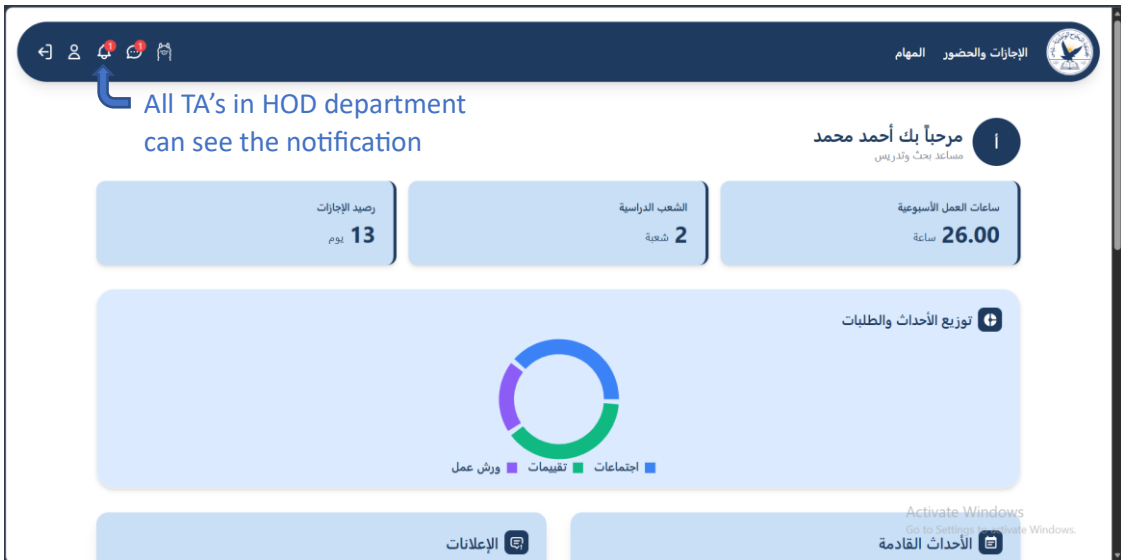 الإجازات والحضور المهام
1 1
All TA's in HOD department
can see the notification
أ
مرحباً بك أحمد محمد
مساعد بحث وتدريس
ساعات العمل الأسبوعية
26.00 ساعة
الشعب الدراسية
2 شعبة
رصيد الإجازات
13 يوم
توزيع الأحداث والطلبات
اجتماعات تقييمات ورش عمل
الأحداث القادمة
الإعلانات
Activate Windows
Go to Settings to activate Windows.